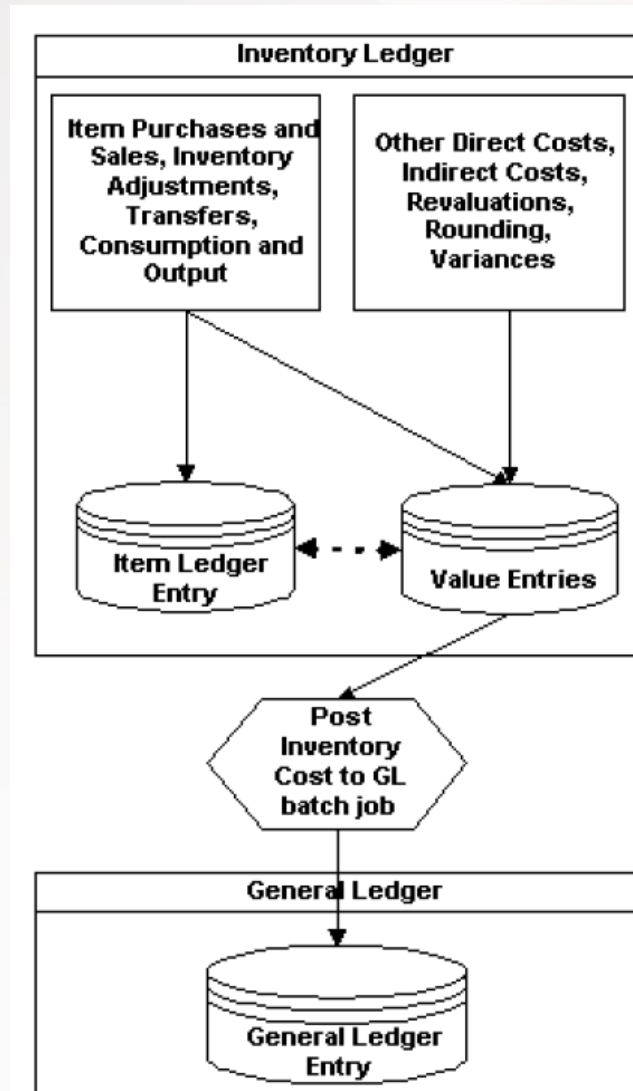 Inventory Ledger
Item Purchases and
Sales, Inventory
Adjustments,
Transfers,
Consumption and
Output
Other Direct Costs,
Indirect Costs,
Revaluations,
Rounding,
Variances
Item Ledger
Entry
Value Entries
Post
Inventory
Cost to GL
batch job
General Ledger
General Ledger
Entry